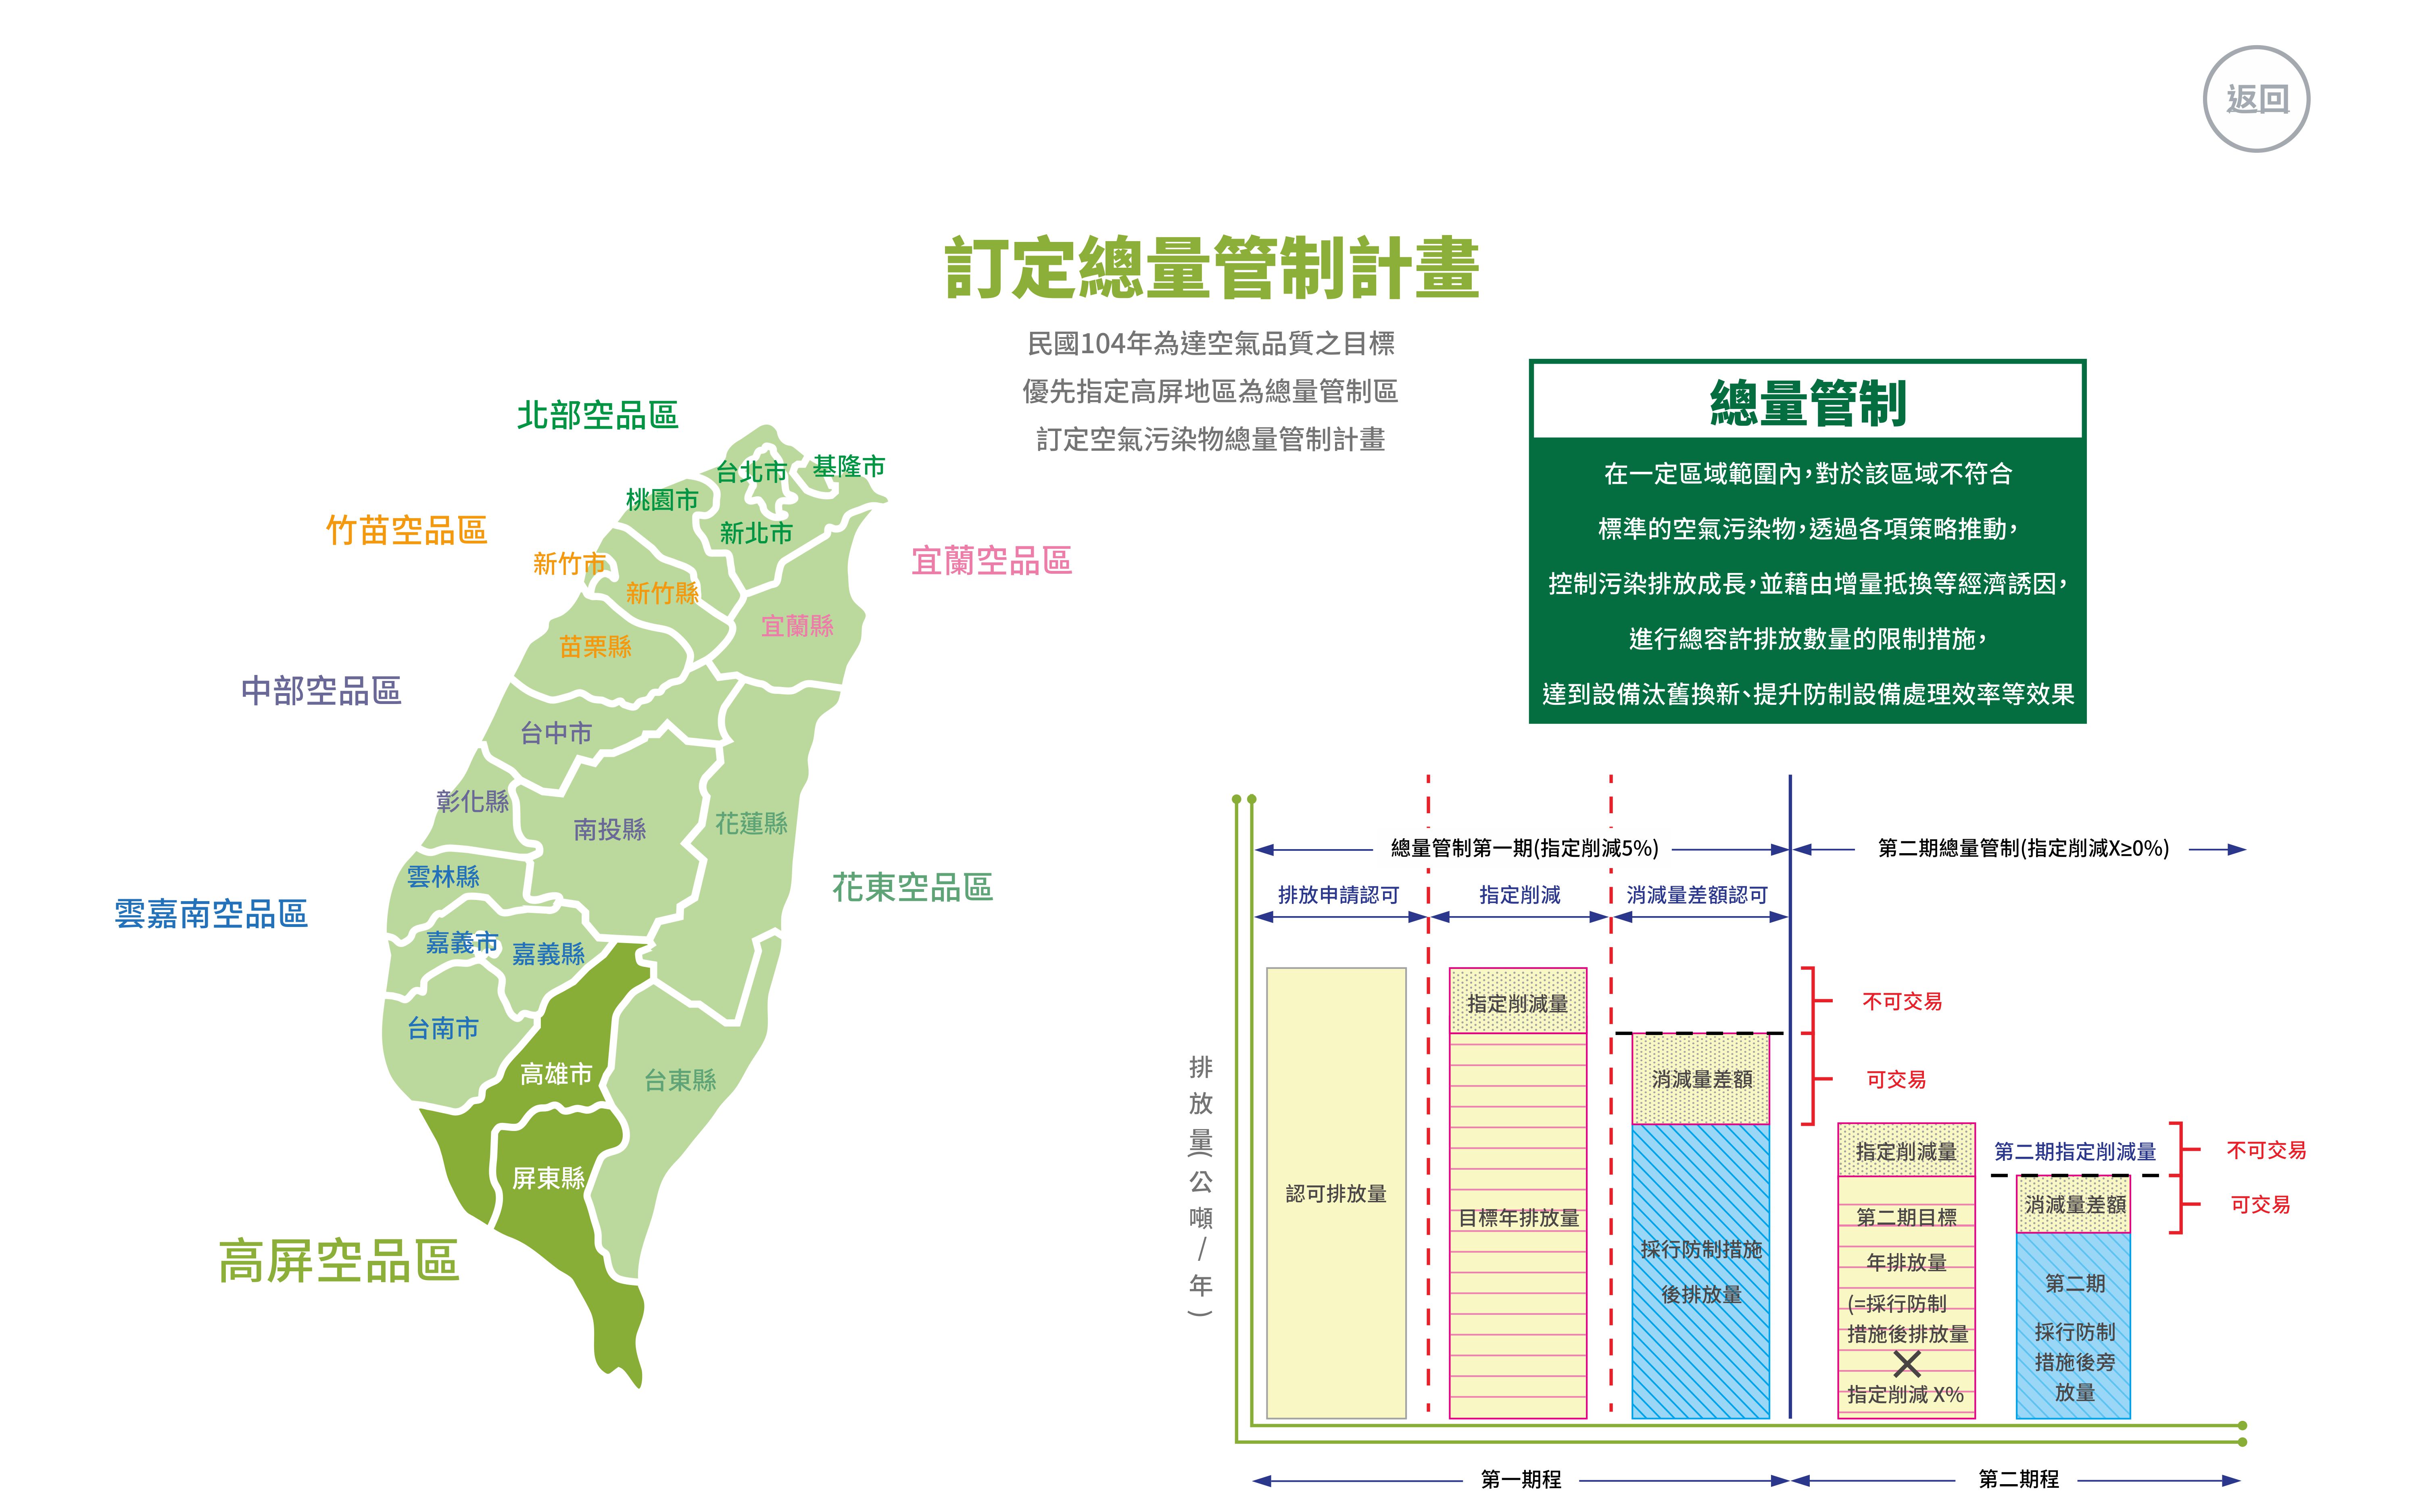 返回
訂定總量管制計畫
民國104年為達空氣品質之目標
優先指定高屏地區為總量管制區
訂定空氣污染物總量管制計畫
北部空品區
台北市
基隆市
桃園市
新北市
竹苗空品區
新竹市
新竹縣
苗栗縣
宜蘭空品區
宜蘭縣
中部空品區
台中市
彰化縣
南投縣
花蓮縣
花東空品區
雲林縣
雲嘉南空品區
嘉義市
嘉義縣
台南市
高雄市
台東縣
屏東縣
高屏空品區
總量管制
在一定區域範圍內，對於該區域不符合
標準的空氣污染物，透過各項策略推動，
控制污染排放成長，並藉由增量抵換等經濟誘因，
進行總容許排放數量的限制措施，
達到設備汰舊換新、提升防制設備處理效率等效果
總量管制第一期(指定削減5%)
第二期總量管制(指定削減X≥0%)
排放申請認可
指定削減
消減量差額認可
排放量(公噸/年)
認可排放量
指定削減量
目標年排放量
消減量差額
採行防制措施
後排放量
不可交易
可交易
指定削減量
第二期目標
年排放量
(=採行防制
措施後排放量
×
指定削減 X%
第二期指定削減量
消減量差額
第二期
採行防制
措施後旁
放量
不可交易
可交易
第一期程
第二期程